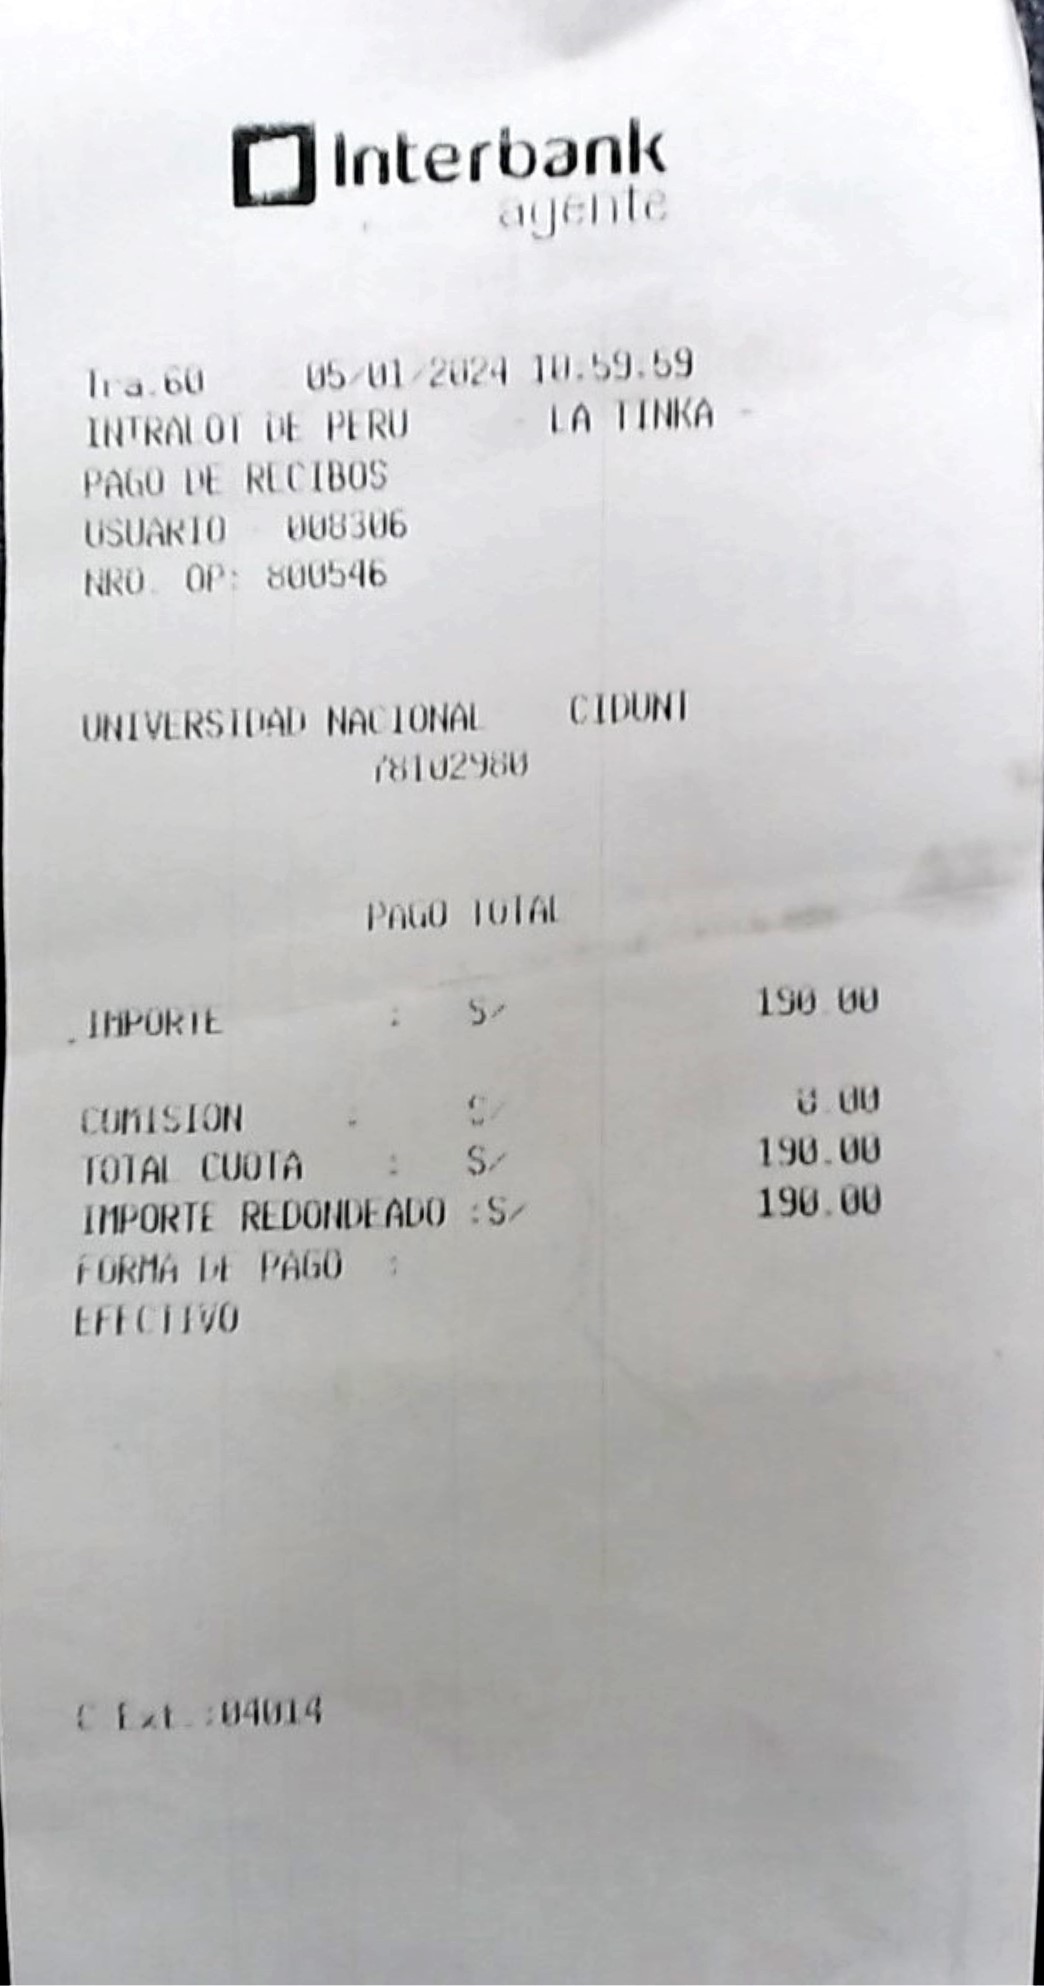 Interbank
agente
Tra.60 05/01/2024 10.59.59
INTRALOT DE PERU - LA TINKA -
PAGO DE RECIBOS
USUARIO 008306
NRO. OP: 800546
UNIVERSIDAD NACIONAL CIDUNI
78102980
PAGO TOTAL
IMPORTE : S/ 190.00
COMISION : S/ 0.00
TOTAL CUOTA : S/ 190.00
IMPORTE REDONDEADO :S/ 190.00
FORMA DE PAGO :
EFECTIVO
C Ext.:04014